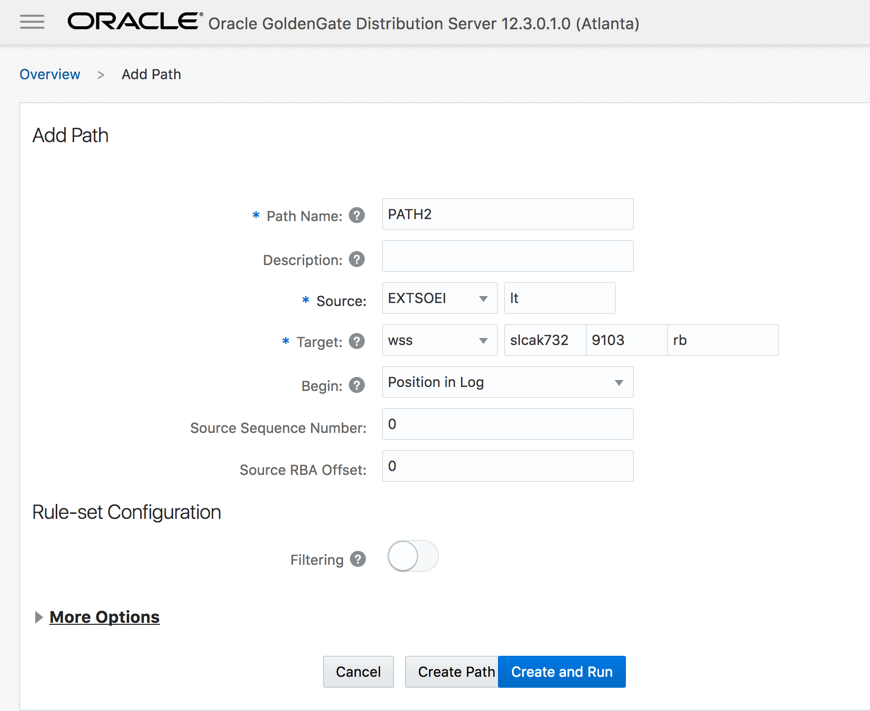 ORACLE® Oracle GoldenGate Distribution Server 12.3.0.1.0 (Atlanta)
Overview > Add Path
Add Path
* Path Name: ? PATH2
Description: ?
* Source: EXTSOEI lt
* Target: ? wss slcak732 9103 rb
Begin: ? Position in Log
Source Sequence Number: 0
Source RBA Offset: 0
Rule-set Configuration
Filtering ?
More Options
Cancel Create Path Create and Run